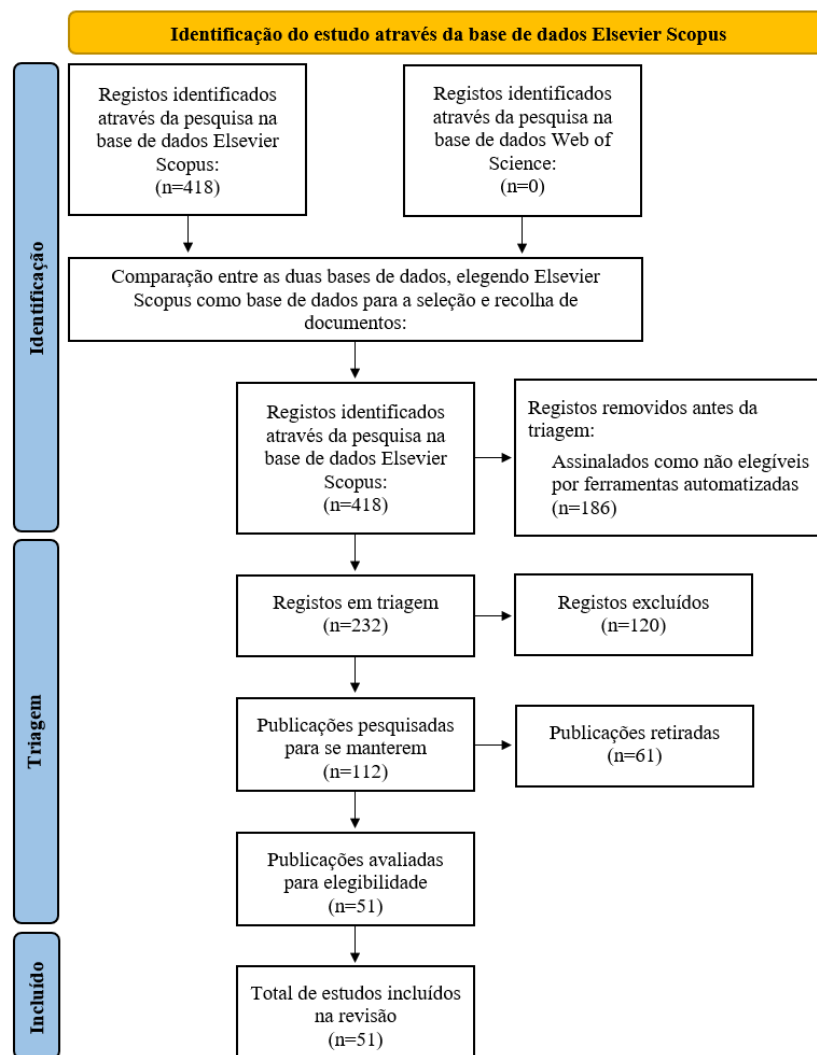 Identificação do estudo através da base de dados Elsevier Scopus
Identificação
Registos identificados
através da pesquisa na
base de dados Elsevier
Scopus:
(n=418)
Registos identificados
através da pesquisa na
base de dados Web of
Science:
(n=0)
Comparação entre as duas bases de dados, elegendo Elsevier
Scopus como base de dados para a seleção e recolha de
documentos:
Registos identificados
através da pesquisa na
base de dados Elsevier
Scopus:
(n=418)
Registos removidos antes da
triagem:
Assinalados como não elegíveis
por ferramentas automatizadas
(n=186)
Triagem
Registos em triagem
(n=232)
Registos excluídos
(n=120)
Publicações pesquisadas
para se manterem
(n=112)
Publicações retiradas
(n=61)
Publicações avaliadas
para elegibilidade
(n=51)
Incluído
Total de estudos incluídos
na revisão
(n=51)